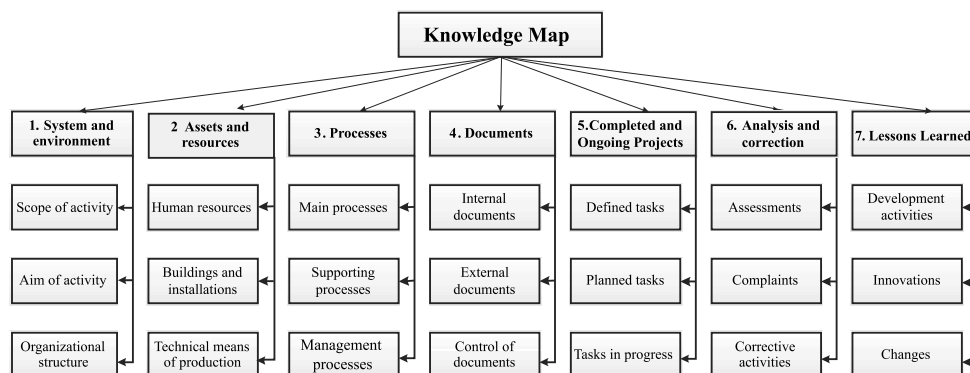 Knowledge Map
1. System and
environment
2 Assets and
resources
3. Processes
4. Documents
5.Completed and
Ongoing Projects
6. Analysis and
correction
7. Lessons Learned
Scope of activity
Human resources
Main processes
Internal
documents
Defined tasks
Assessments
Development
activities
Aim of activity
Buildings and
installations
Supporting
processes
External
documents
Planned tasks
Complaints
Innovations
Organizational
structure
Technical means
of production
Management
processes
Control of
documents
Tasks in progress
Corrective
activities
Changes